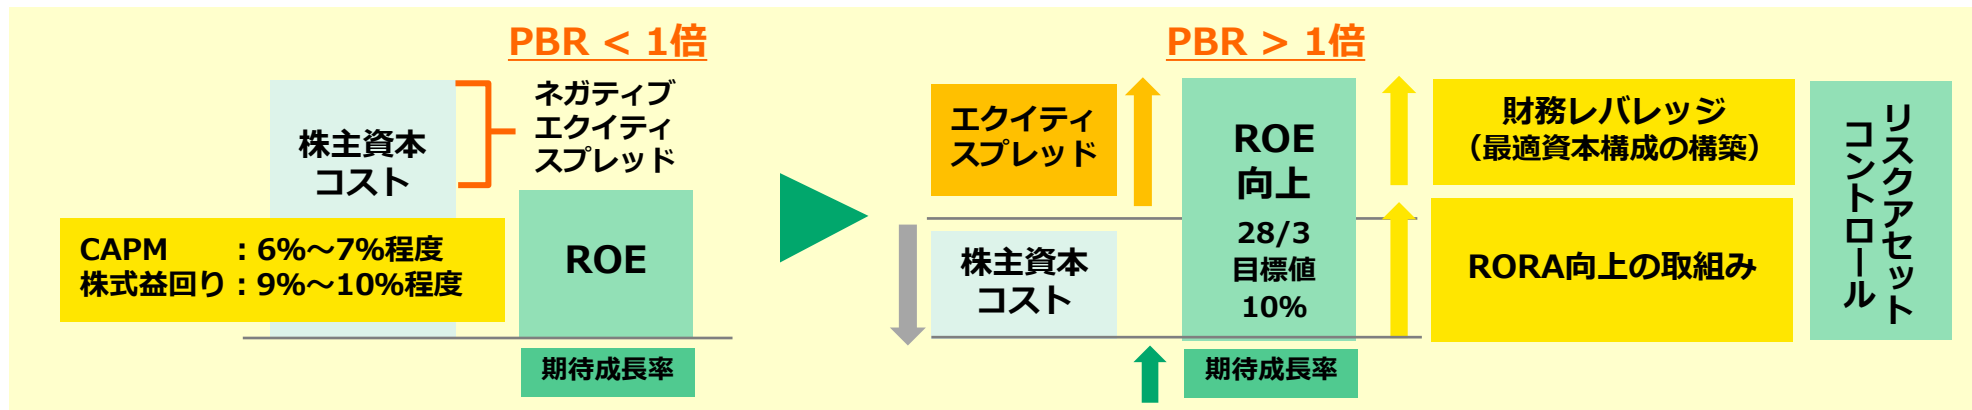 PBR < 1倍
ネガティブ
エクイティ
スプレッド
株主資本
コスト
CAPM ：6%～7%程度
株式益回り：9%～10%程度
ROE
期待成長率
PBR > 1倍
エクイティ
スプレッド
株主資本
コスト
ROE
向上
28/3
目標値
10%
期待成長率
財務レバレッジ
（最適資本構成の構築）
RORA向上の取組み
リスクアセット
コントロール